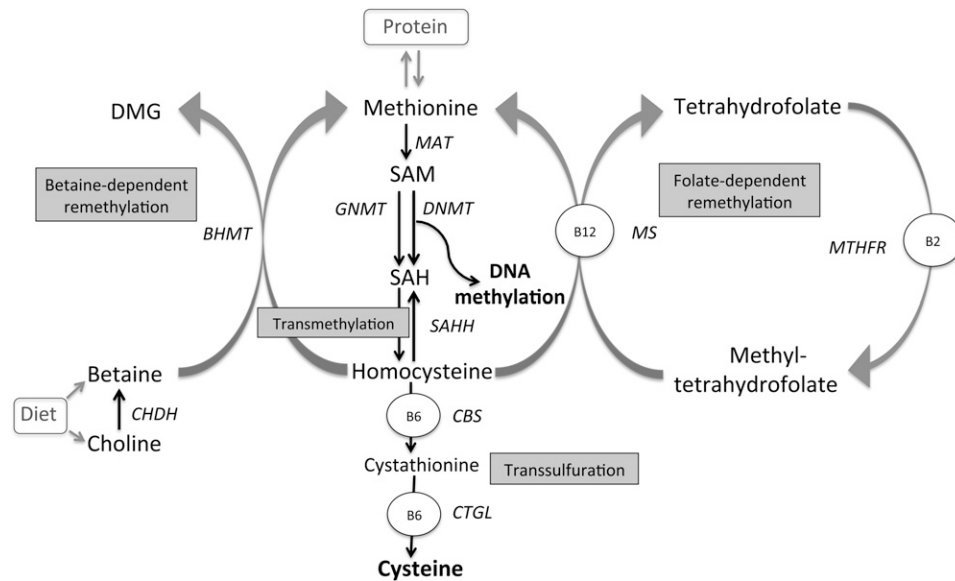 Protein
DMG
Methionine
Tetrahydrofolate
MAT
Betaine-dependent
remethylation
SAM
Folate-dependent
remethylation
GNMT
DNMT
BHMT
B12
MS
MTHFR
B2
SAH
DNA
methylation
Transmethylation
SAHH
Betaine
Homocysteine
Methyl-
tetrahydrofolate
Diet
CHDH
B6
CBS
Choline
Cystathionine
Transsulfuration
B6
CTGL
Cysteine